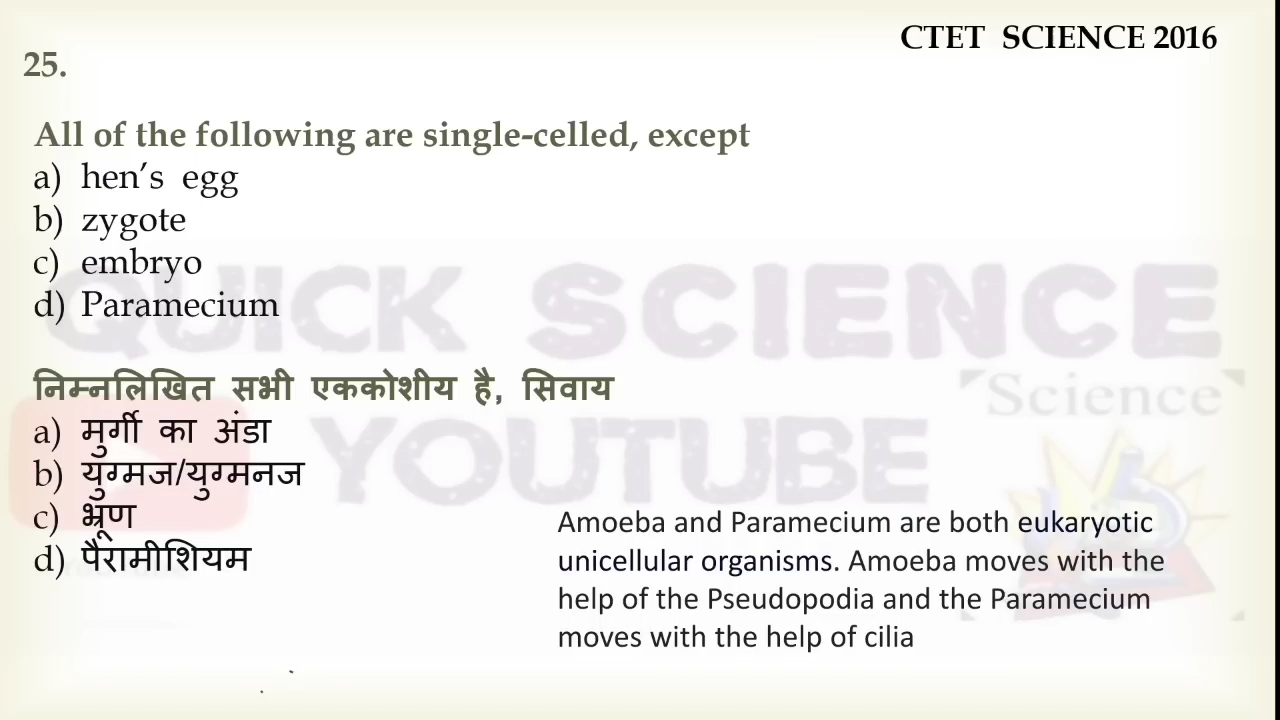 CTET SCIENCE 2016
25.
All of the following are single-celled, except
a) hen's egg
b) zygote
c) embryo
d) Paramecium
QUICK SCIENCE
निम्नलिखित सभी एककोशीय है, सिवाय
Science
a) मुर्गी का अंडा
YOUTUBE
b) युग्मज/युग्मनज
c) भ्रूण
d) पैरामीशियम
Amoeba and Paramecium are both eukaryotic
unicellular organisms. Amoeba moves with the
help of the Pseudopodia and the Paramecium
moves with the help of cilia